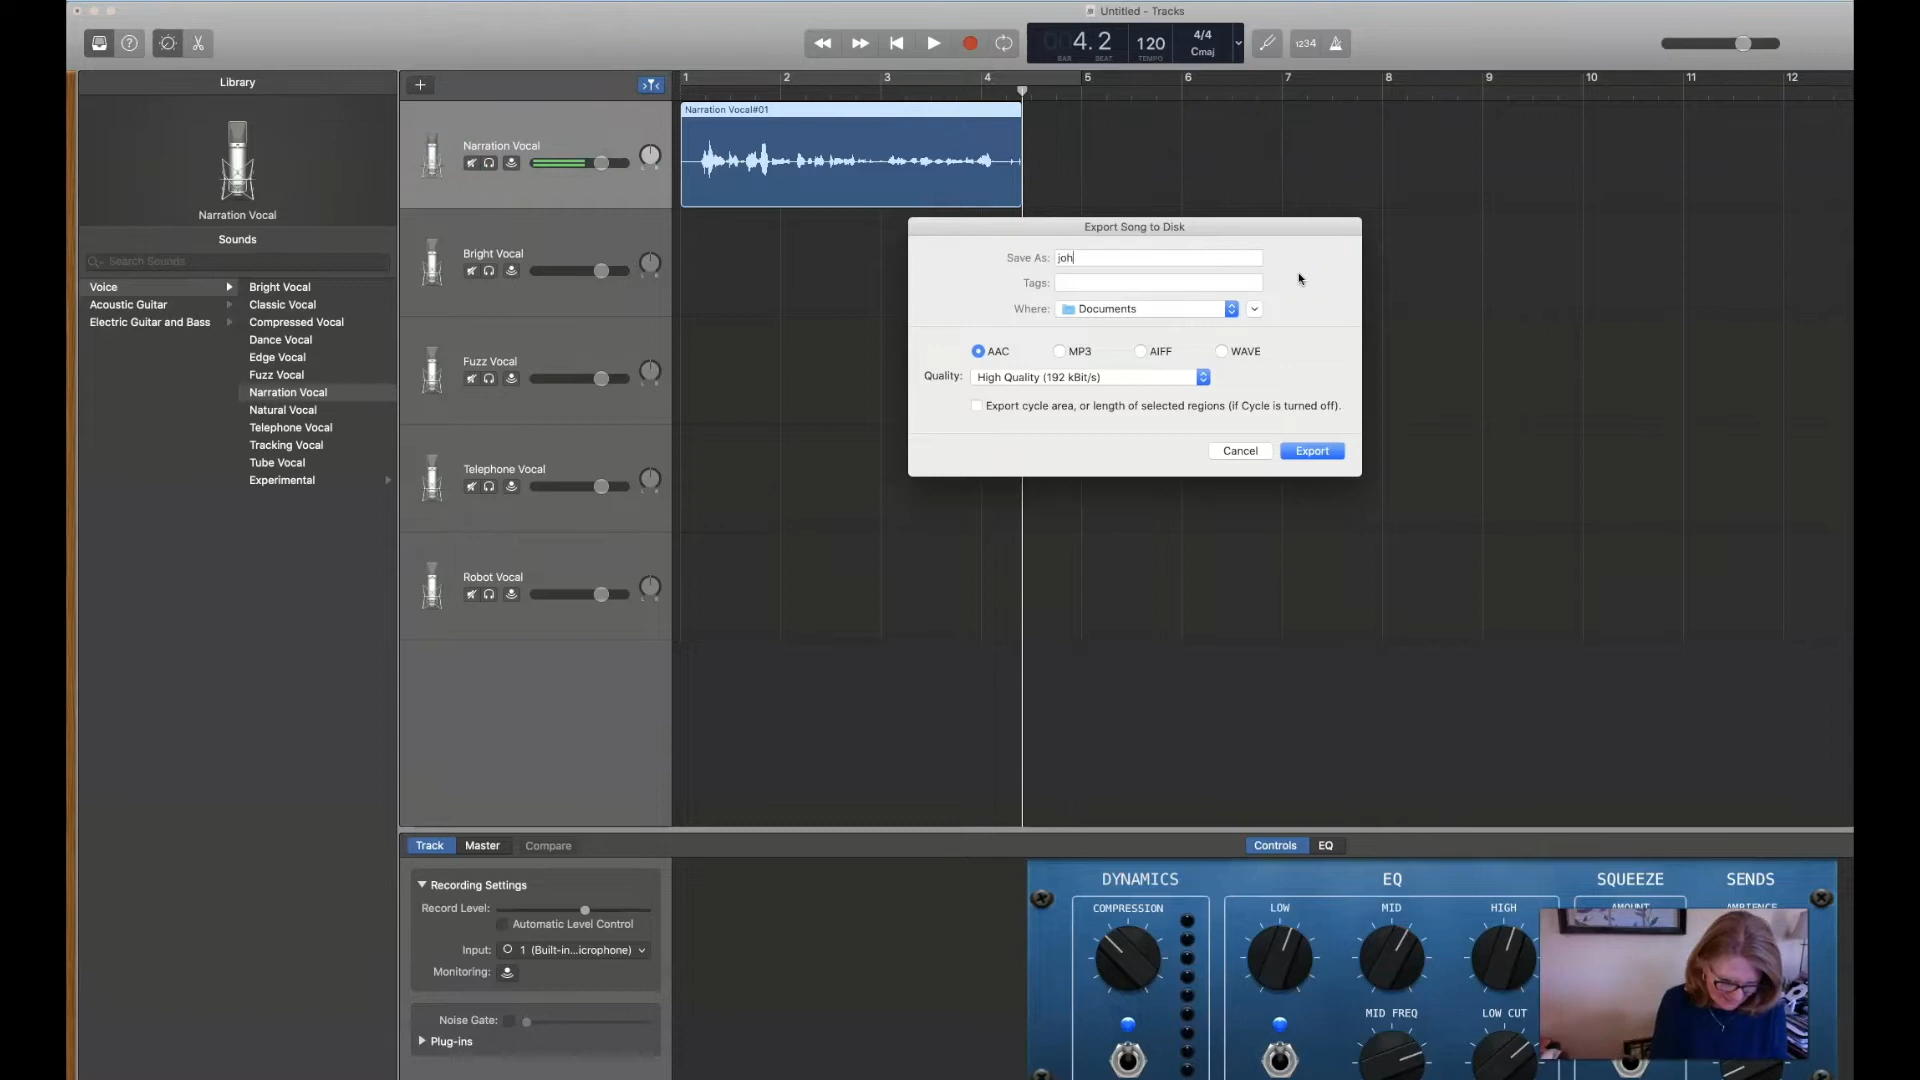 Untitled - Tracks
4.2
BAR
BEAT
120
TEMPO
4/4
Cmaj
1234
Library
Narration Vocal
Sounds
Search Sounds
Voice
Acoustic Guitar
Electric Guitar and Bass
Bright Vocal
Classic Vocal
Compressed Vocal
Dance Vocal
Edge Vocal
Fuzz Vocal
Narration Vocal
Natural Vocal
Telephone Vocal
Tracking Vocal
Tube Vocal
Experimental
1 2 3 4 5 6 7 8 9 10 11 12
Narration Vocal
Narration Vocal#01
Bright Vocal
Fuzz Vocal
Telephone Vocal
Robot Vocal
Export Song to Disk
Save As: joh
Tags:
Where: Documents
AAC MP3 AIFF WAVE
Quality: High Quality (192 kBit/s)
Export cycle area, or length of selected regions (if Cycle is turned off).
Cancel Export
Track Master Compare
Controls EQ
Recording Settings
Record Level:
Automatic Level Control
Input: 1 (Built-in...icrophone)
Monitoring:
Noise Gate:
Plug-ins
DYNAMICS EQ SQUEEZE SENDS
COMPRESSION LOW MID HIGH AMOUNT AMBIENCE
MID FREQ LOW CUT